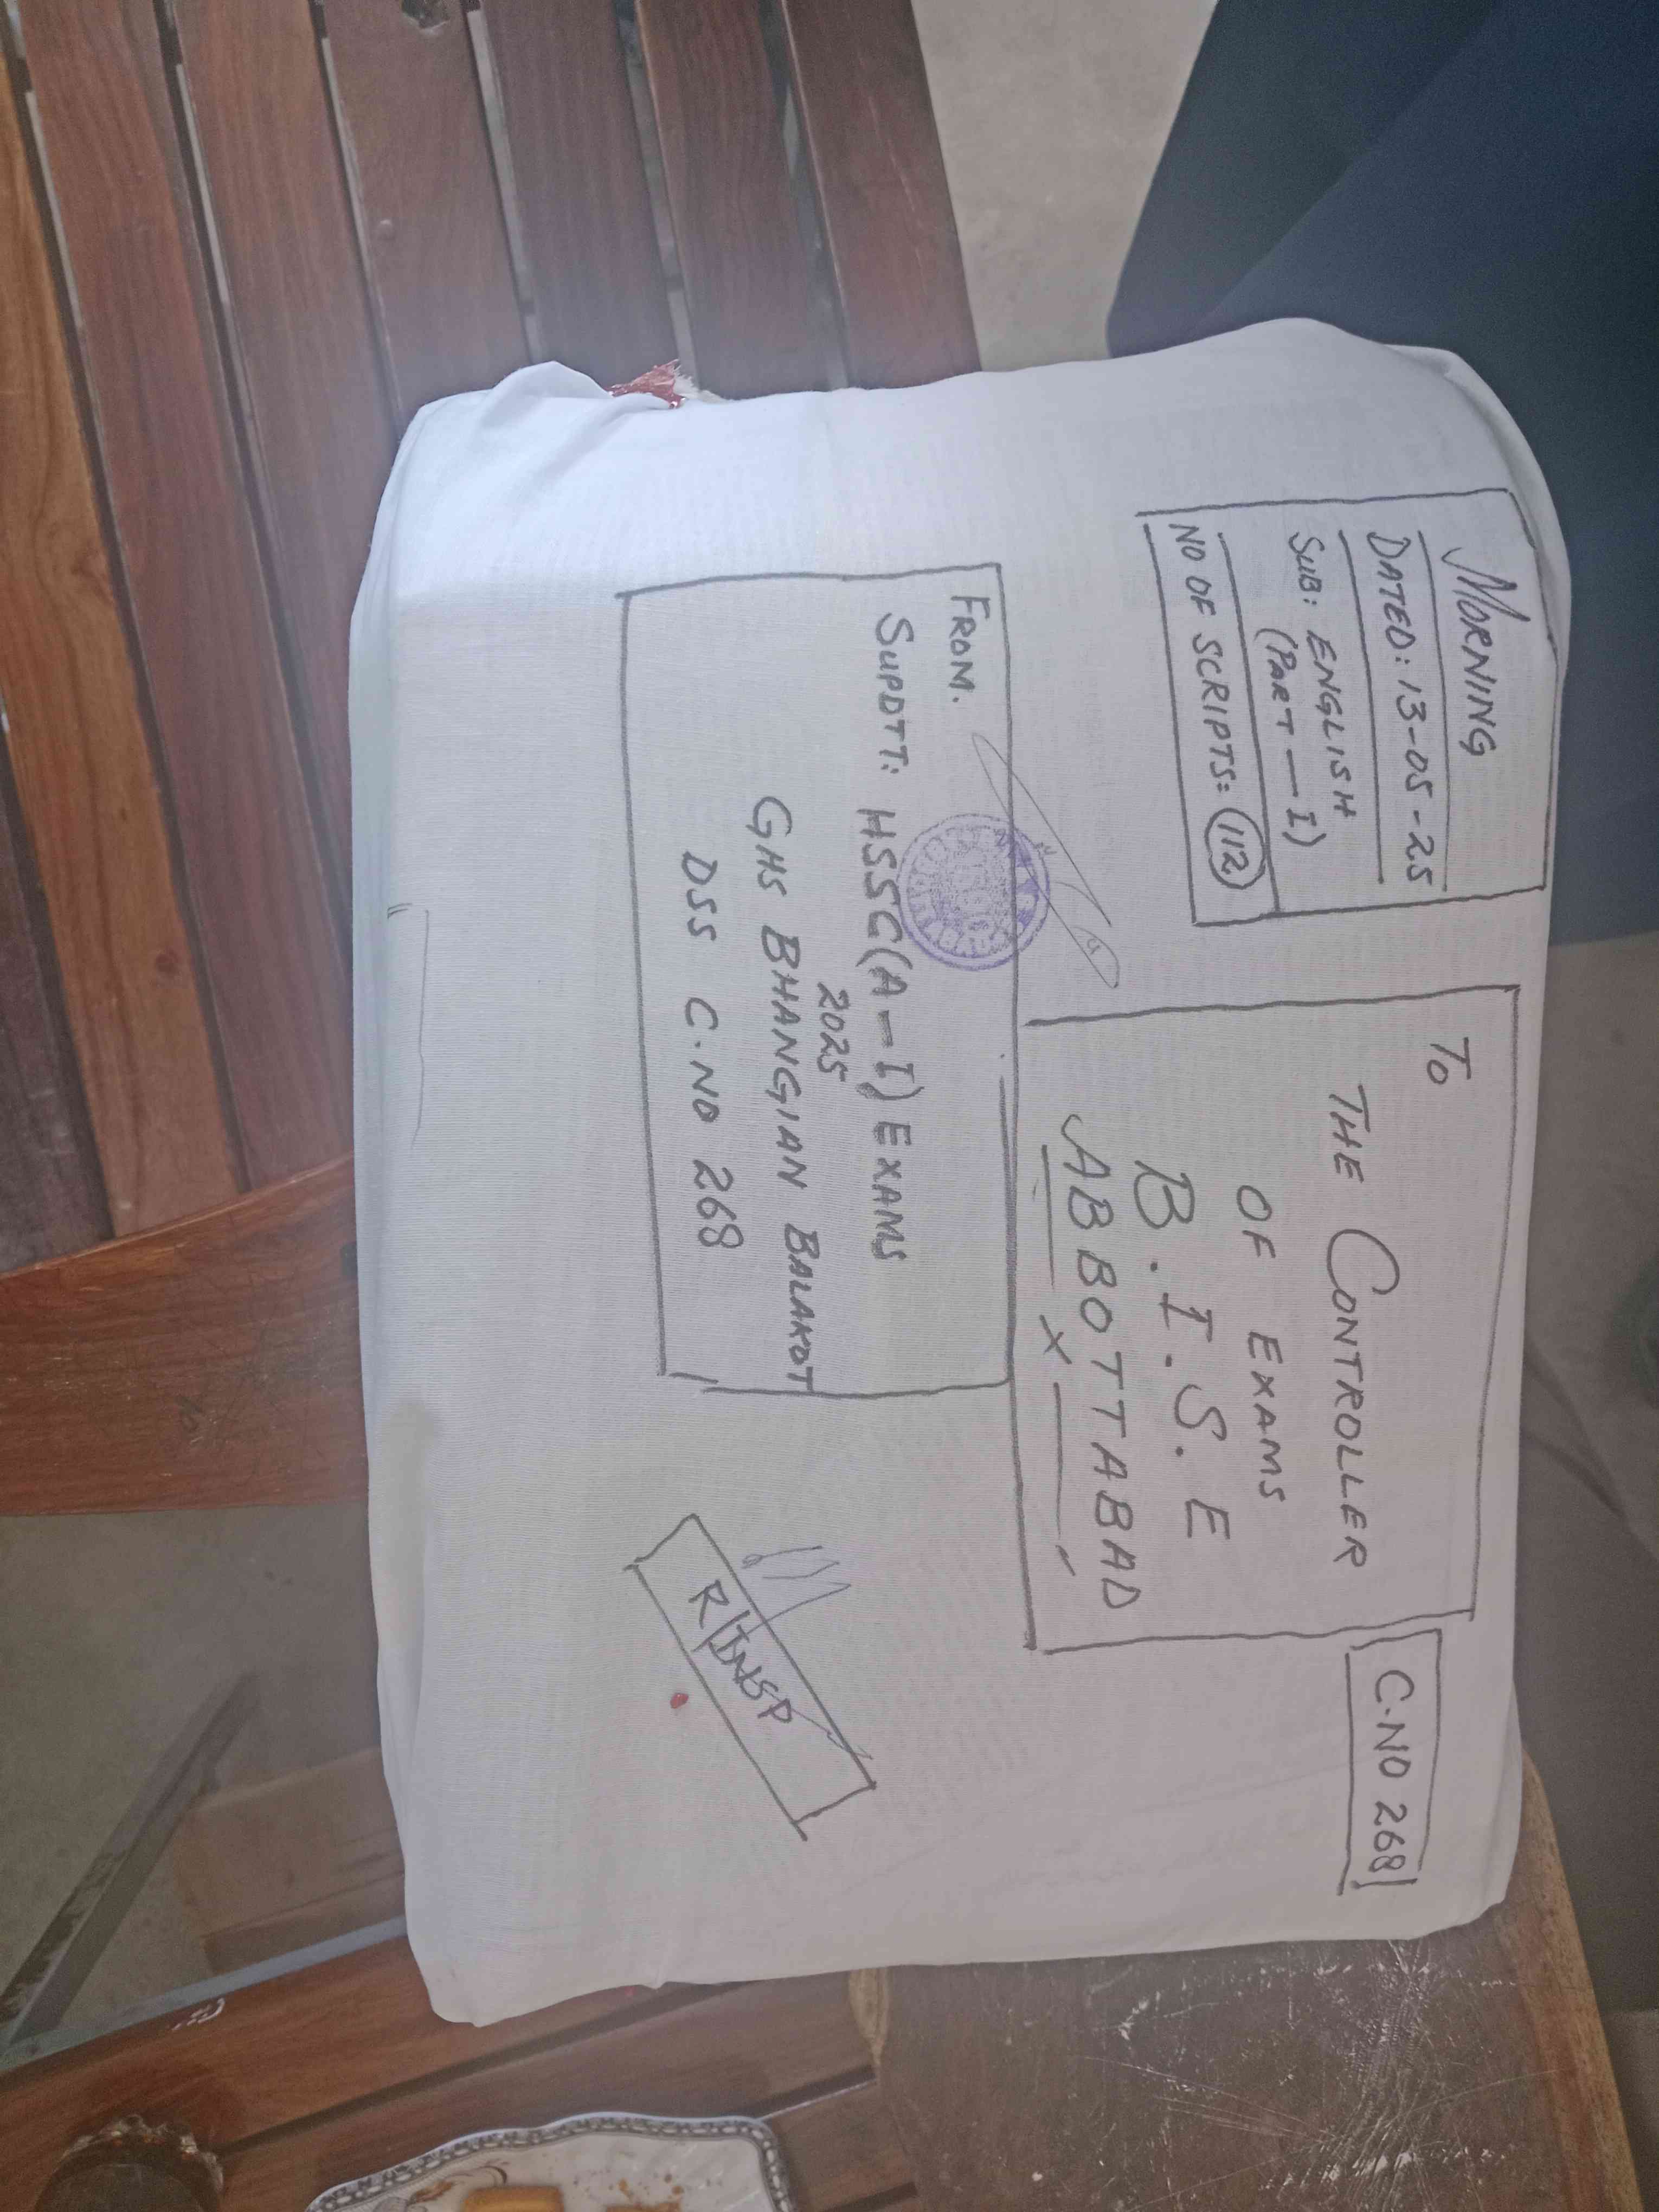 MORNING
DATED: 13-05-25
SUB: ENGLISH
(PART-I)
NO OF SCRIPTS= 112
To
THE CONTROLLER
OF EXAMS
B.I.S.E
ABBOTTABAD
C.NO 268
FROM.
SUPDTT: HSSC(A-I) EXAMS
2025
GHS BHANGIAN BALAKOT
DSS C.NO 268
R/INSP